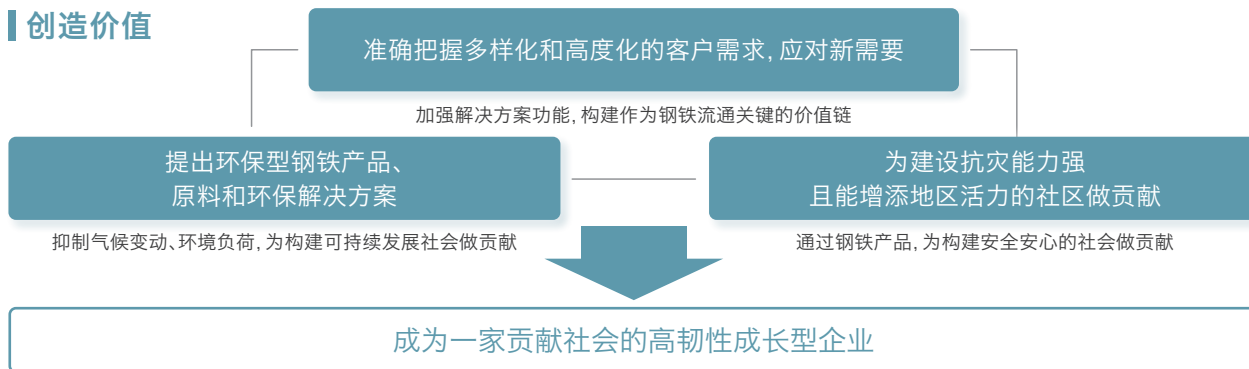 创造价值
准确把握多样化和高度化的客户需求，应对新需要
加强解决方案功能，构建作为钢铁流通关键的价值链
提出环保型钢铁产品、
原料和环保解决方案
抑制气候变动、环境负荷，为构建可持续发展社会做贡献
为建设抗灾能力强
且能增添地区活力的社区做贡献
通过钢铁产品，为构建安全安心的社会做贡献
成为一家贡献社会的高韧性成长型企业